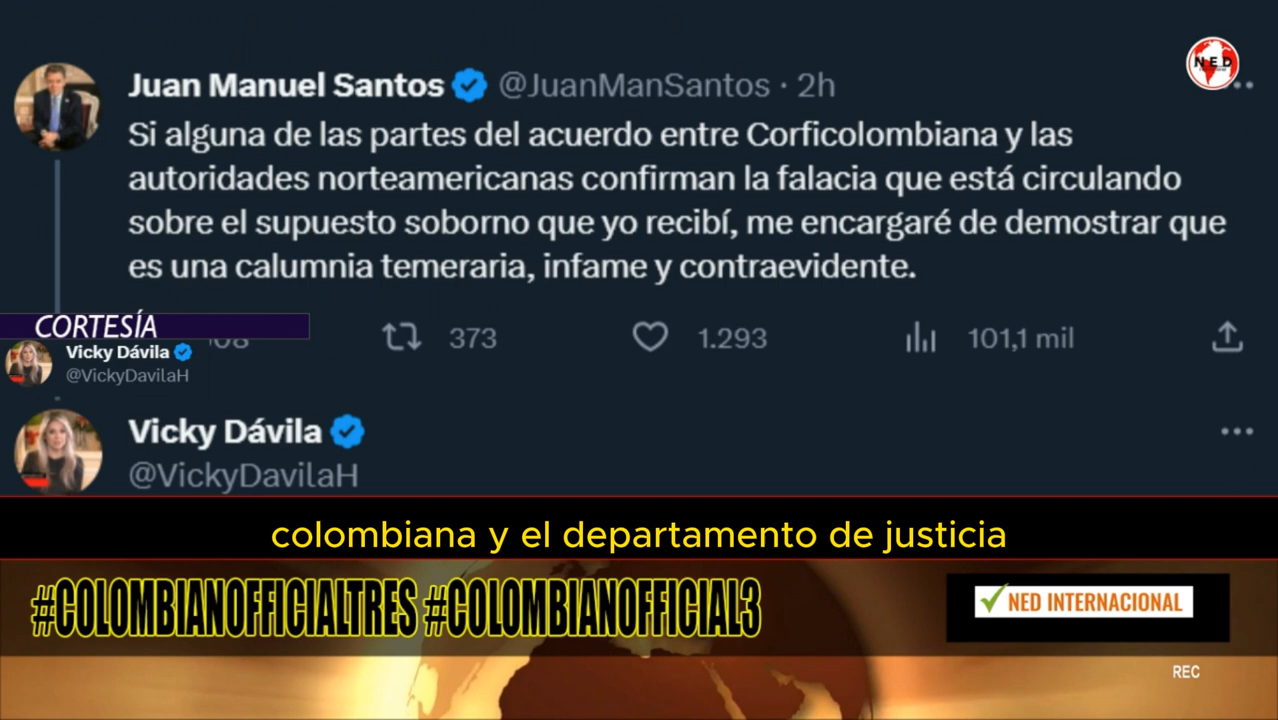 NED
Juan Manuel Santos @JuanManSantos · 2h
Si alguna de las partes del acuerdo entre Corficolombiana y las
autoridades norteamericanas confirman la falacia que está circulando
sobre el supuesto soborno que yo recibí, me encargaré de demostrar que
es una calumnia temeraria, infame y contraevidente.
CORTESÍA
373 1.293 101,1 mil
Vicky Dávila
@VickyDavilaH
Vicky Dávila
@VickyDavilaH
colombiana y el departamento de justicia
#COLOMBIANOFFICIALTRES #COLOMBIANOFFICIAL3
NED INTERNACIONAL
REC